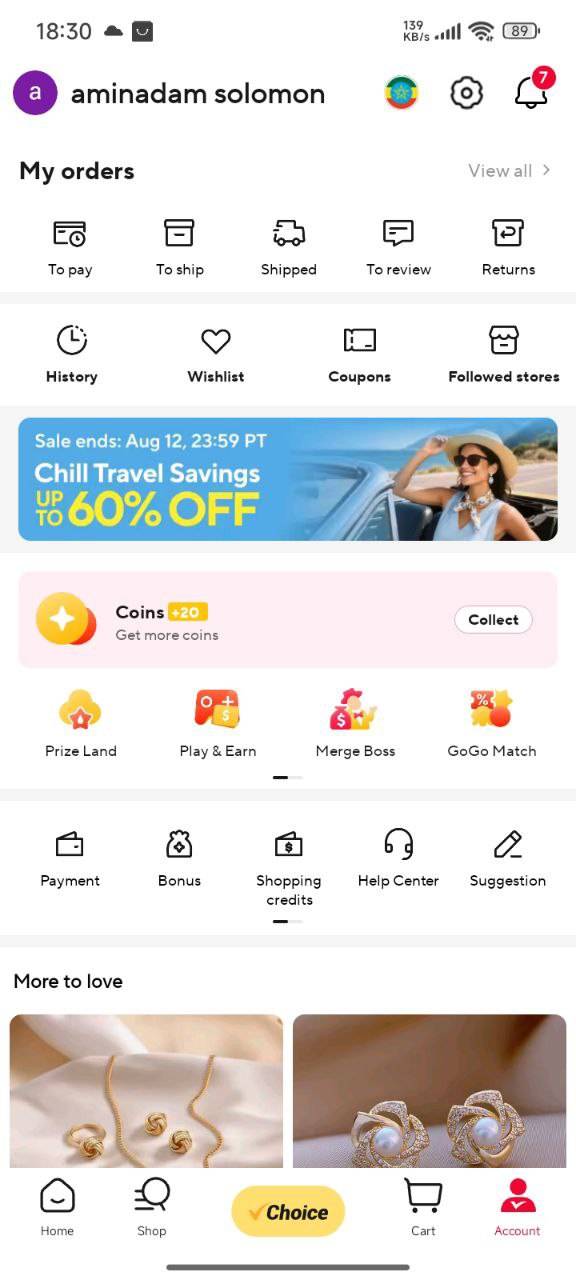 18:30
139
KB/s
89
a
aminadam solomon
7
My orders
View all
To pay
To ship
Shipped
To review
Returns
History
Wishlist
Coupons
Followed stores
Sale ends: Aug 12, 23:59 PT
Chill Travel Savings
UP TO 60% OFF
Coins +20
Get more coins
Collect
Prize Land
Play & Earn
Merge Boss
GoGo Match
Payment
Bonus
Shopping credits
Help Center
Suggestion
More to love
Home
Shop
Choice
Cart
Account